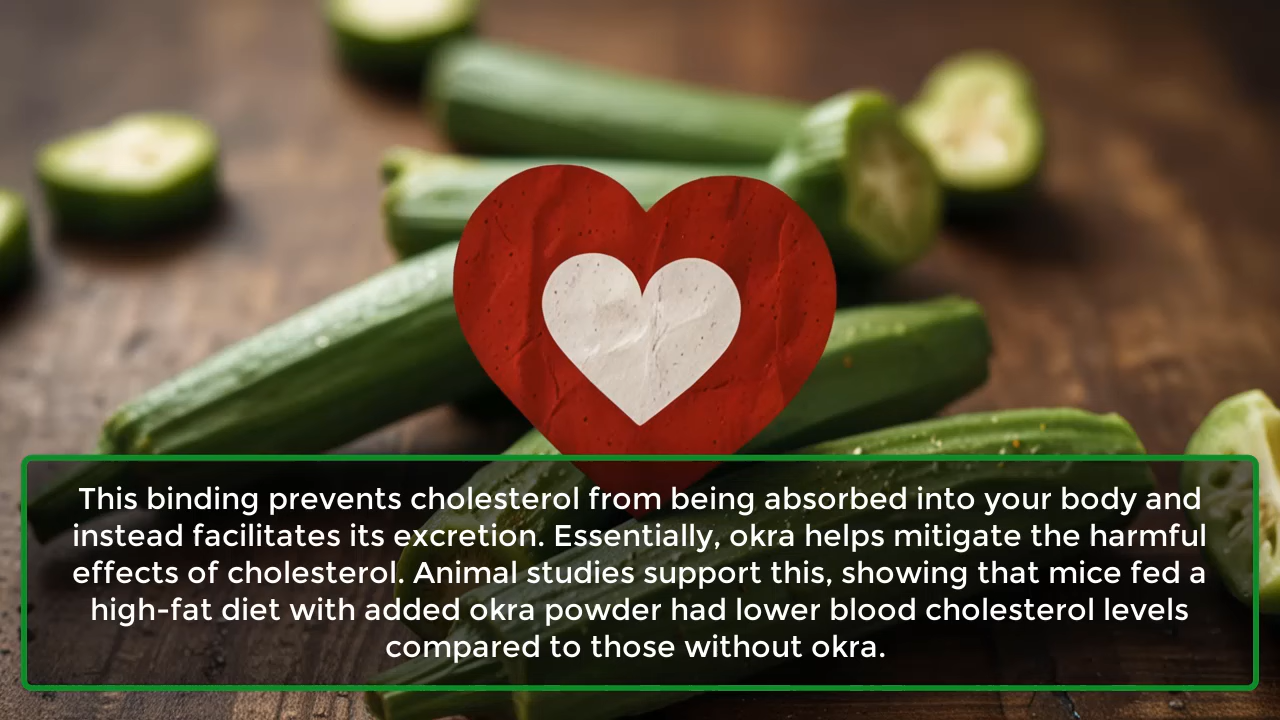 This binding prevents cholesterol from being absorbed into your body and
instead facilitates its excretion. Essentially, okra helps mitigate the harmful
effects of cholesterol. Animal studies support this, showing that mice fed a
high-fat diet with added okra powder had lower blood cholesterol levels
compared to those without okra.